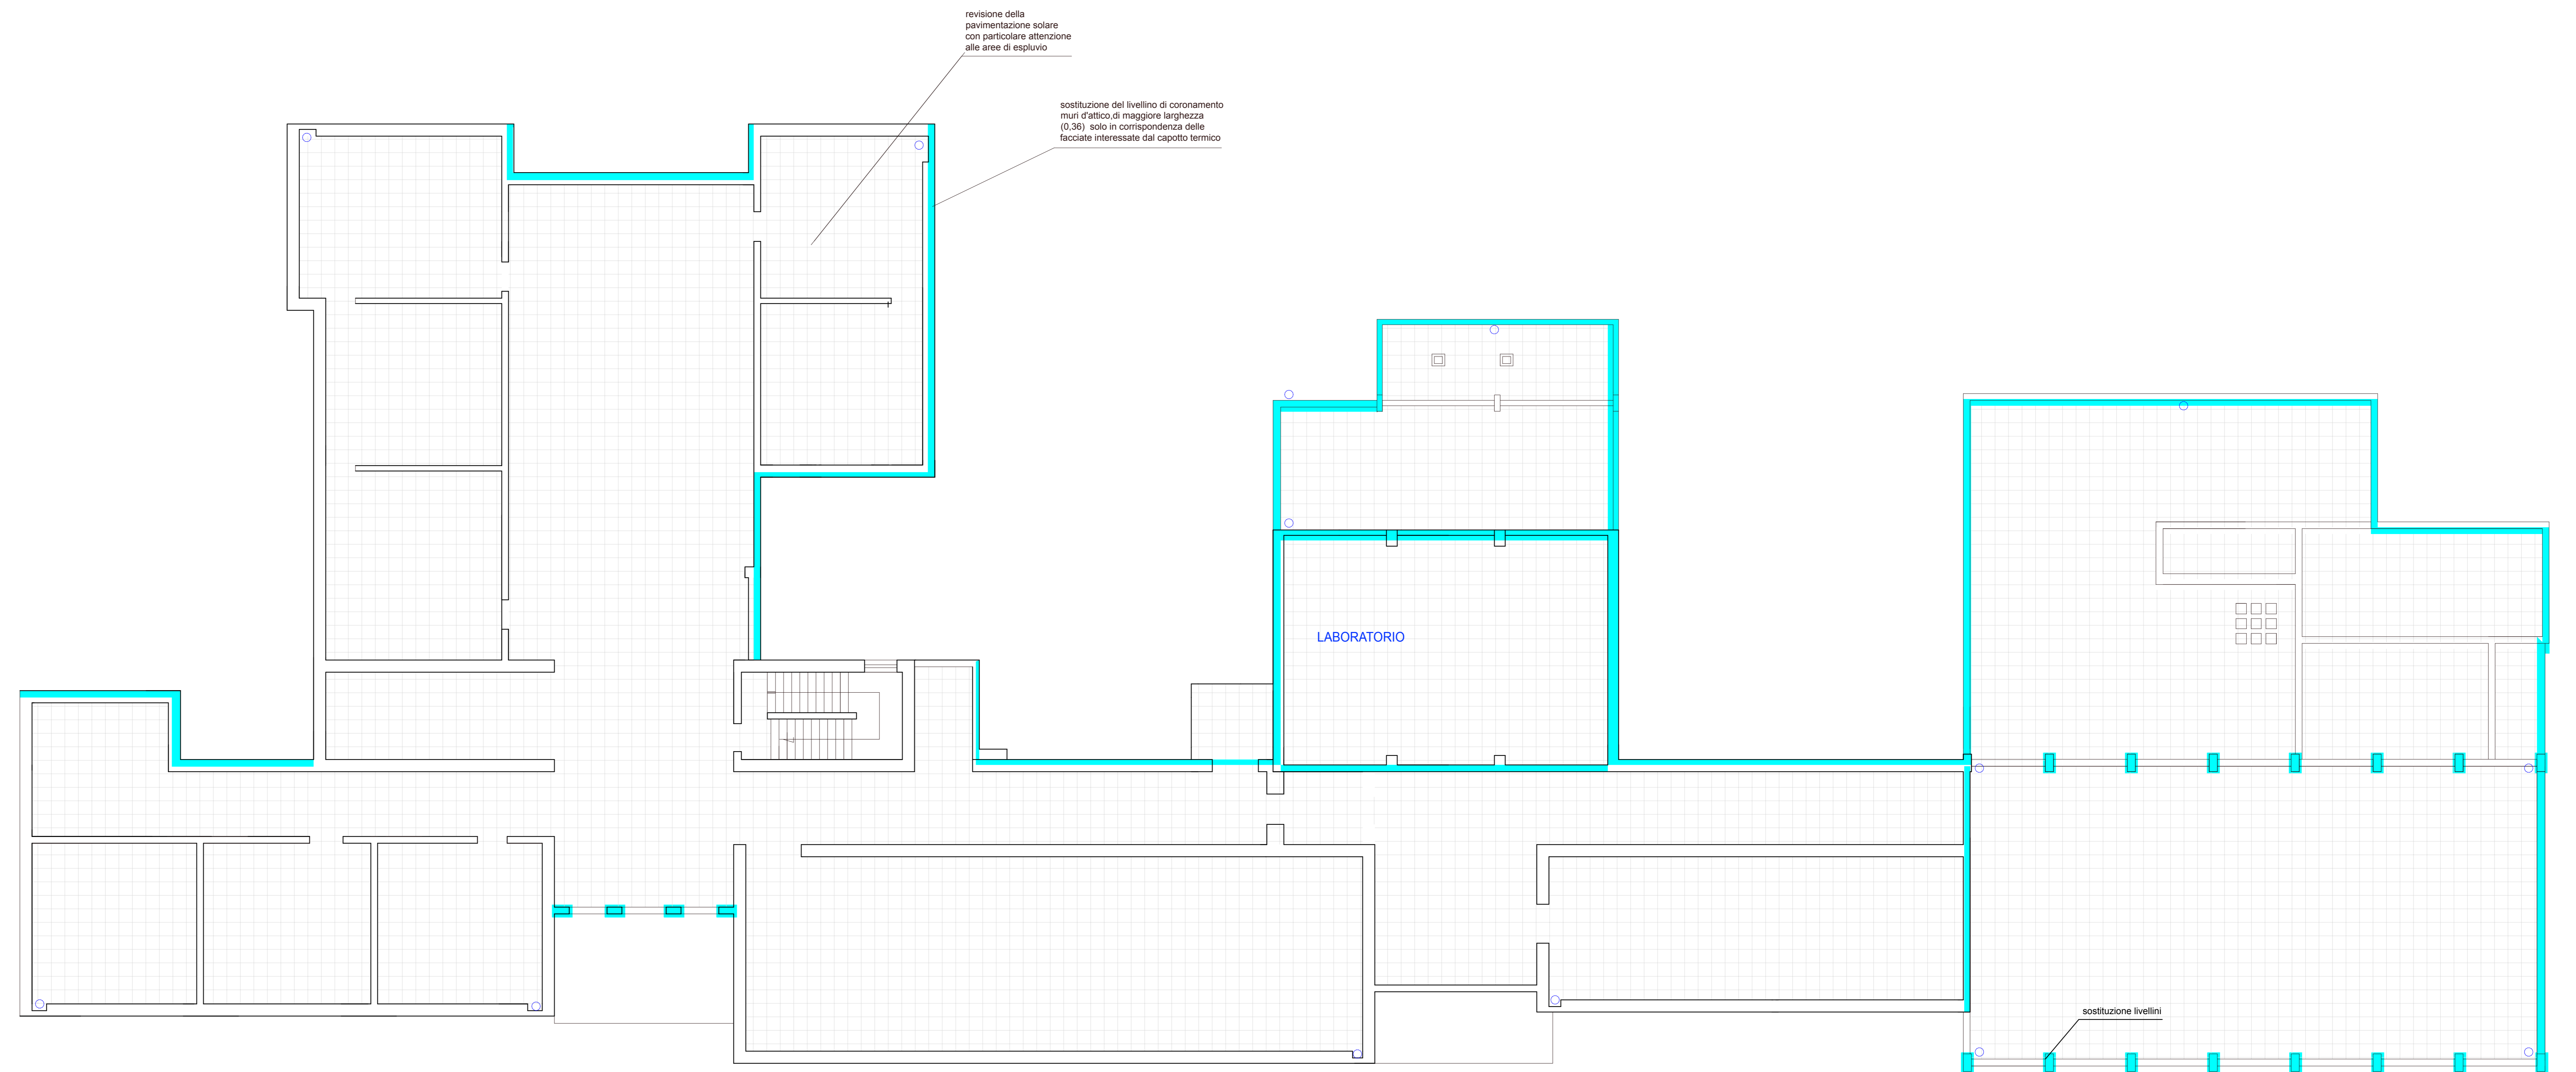 revisione della
pavimentazione solare
con particolare attenzione
alle aree di espluvio
sostituzione del livellino di coronamento
muri d'attico,di maggiore larghezza
(0,36) solo in corrispondenza delle
facciate interessate dal capotto termico
LABORATORIO
sostituzione livellini